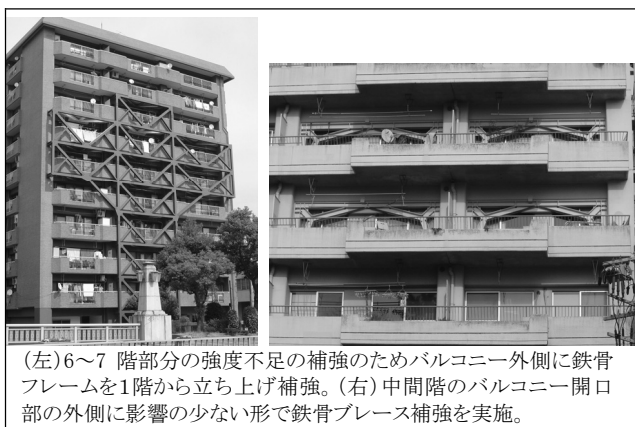 (左)6～7 階部分の強度不足の補強のためバルコニー外側に鉄骨
フレームを1階から立ち上げ補強。(右)中間階のバルコニー開口
部の外側に影響の少ない形で鉄骨ブレース補強を実施。